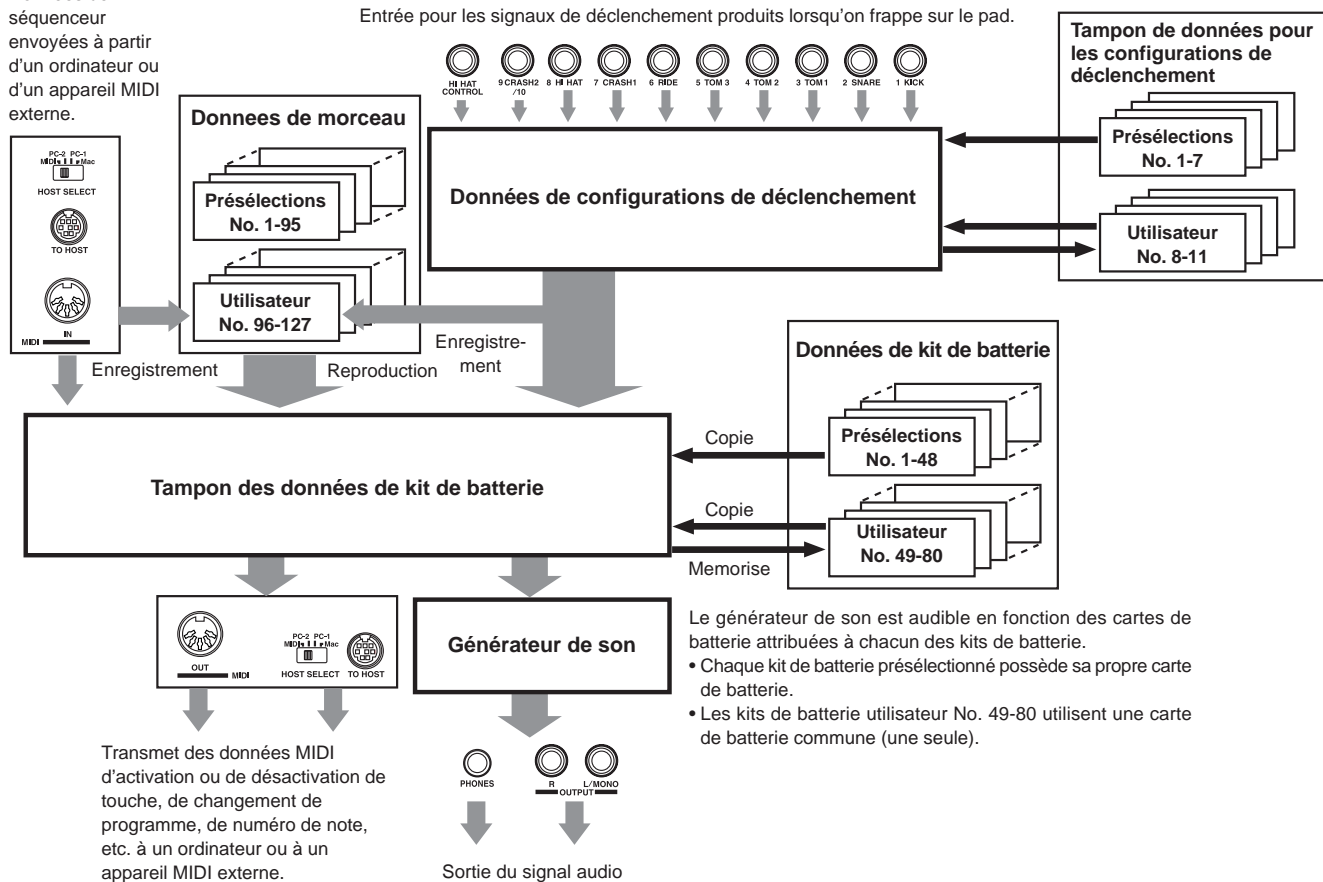 séquenceur
envoyées à partir
d'un ordinateur ou
d'un appareil MIDI
externe.
Entrée pour les signaux de déclenchement produits lorsqu'on frappe sur le pad.
HI HAT
CONTROL
9 CRASH2
/10
8 HI HAT
7 CRASH1
6 RIDE
5 TOM 3
4 TOM 2
3 TOM 1
2 SNARE
1 KICK
Tampon de données pour
les configurations de
déclenchement
Présélections
No. 1-7
Utilisateur
No. 8-11
PC-2 PC-1
MIDI Mac
HOST SELECT
TO HOST
IN
MIDI
Donnees de morceau
Présélections
No. 1-95
Utilisateur
No. 96-127
Données de configurations de déclenchement
Enregistrement
Reproduction
Enregistre-
ment
Données de kit de batterie
Présélections
No. 1-48
Utilisateur
No. 49-80
Copie
Copie
Memorise
Tampon des données de kit de batterie
OUT
MIDI
PC-2 PC-1
MIDI Mac
HOST SELECT
TO HOST
Générateur de son
Le générateur de son est audible en fonction des cartes de
batterie attribuées à chacun des kits de batterie.
• Chaque kit de batterie présélectionné possède sa propre carte
de batterie.
• Les kits de batterie utilisateur No. 49-80 utilisent une carte
de batterie commune (une seule).
Transmet des données MIDI
d'activation ou de désactivation de
touche, de changement de
programme, de numéro de note,
etc. à un ordinateur ou à un
appareil MIDI externe.
PHONES
R
L/MONO
OUTPUT
Sortie du signal audio